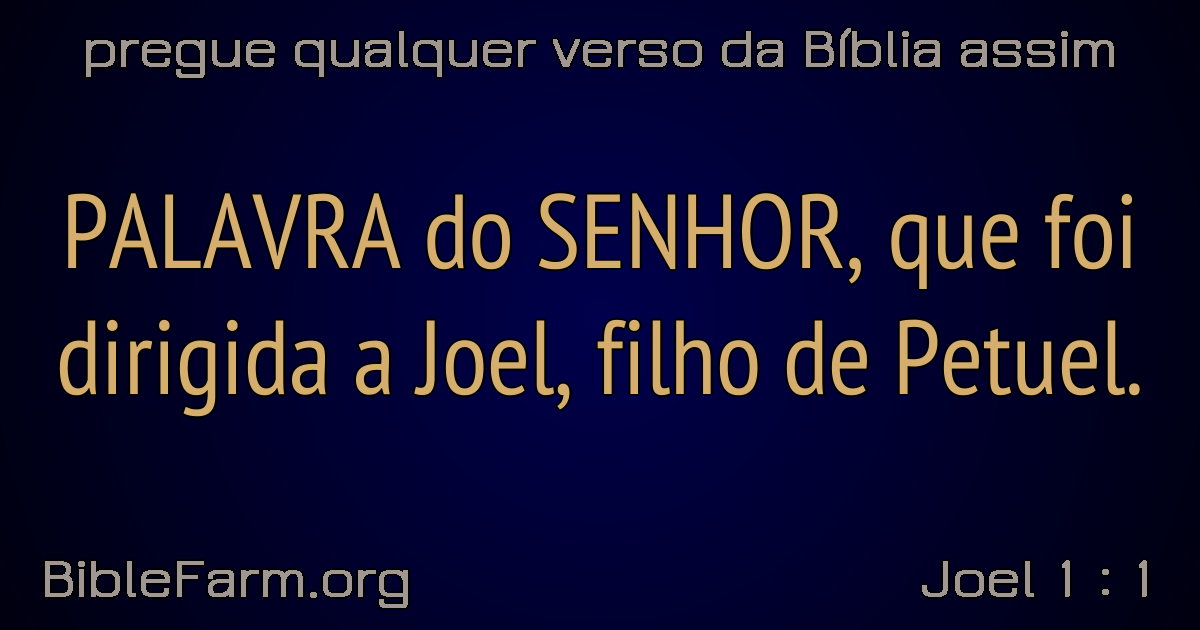 pregue qualquer verso da Bíblia assim
PALAVRA do SENHOR, que foi
dirigida a Joel, filho de Petuel.
BibleFarm.org
Joel 1 : 1